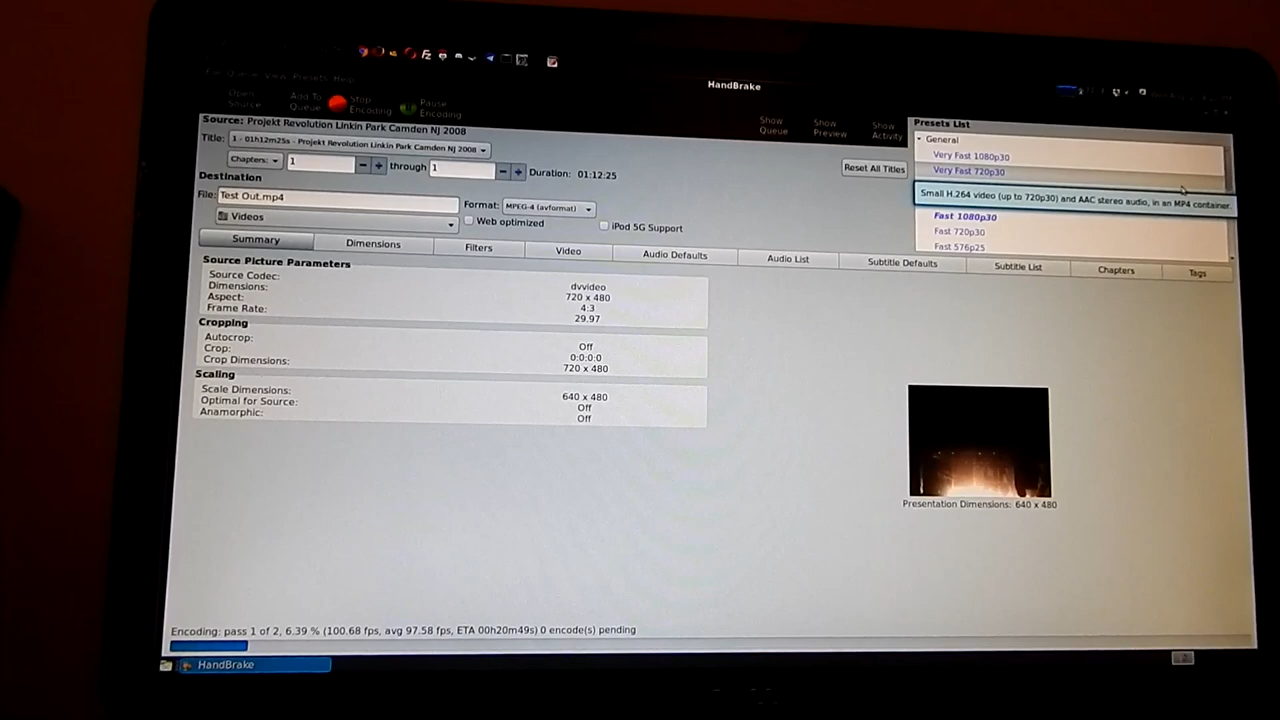 HandBrake
File Queue View Presets Help
Open Source
Add To Queue
Stop Encoding
Pause Encoding
Show Queue
Show Preview
Show Activity
Source: Projekt Revolution Linkin Park Camden NJ 2008
Title: 1 - 01h12m25s - Projekt Revolution Linkin Park Camden NJ 2008
Reset All Titles
Chapters: 1 through 1 Duration: 01:12:25
Destination
File: Test Out.mp4
Format: MPEG-4 (avformat)
Videos
Web optimized
iPod 5G Support
Presets List
General
Very Fast 1080p30
Very Fast 720p30
Small H.264 video (up to 720p30) and AAC stereo audio, in an MP4 container.
Fast 1080p30
Fast 720p30
Fast 576p25
Summary Dimensions Filters Video Audio Defaults Audio List Subtitle Defaults Subtitle List Chapters Tags
Source Picture Parameters
Source Codec: dvvideo
Dimensions: 720 x 480
Aspect: 4:3
Frame Rate: 29.97
Cropping
Autocrop: Off
Crop: 0:0:0:0
Crop Dimensions: 720 x 480
Scaling
Scale Dimensions: 640 x 480
Optimal for Source: Off
Anamorphic: Off
Presentation Dimensions: 640 x 480
Encoding: pass 1 of 2, 6.39 % (100.68 fps, avg 97.58 fps, ETA 00h20m49s) 0 encode(s) pending
HandBrake